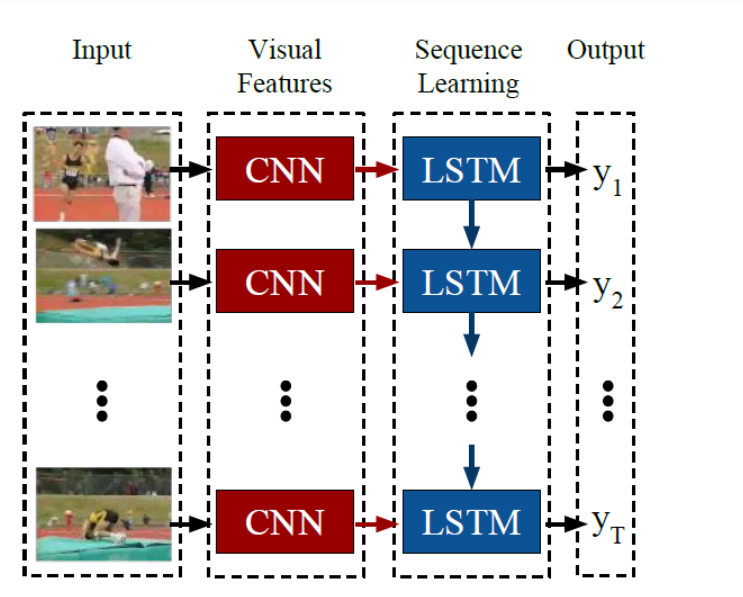 Input
Visual
Features
Sequence
Learning
Output
CNN
LSTM
y1
CNN
LSTM
y2
CNN
LSTM
yT